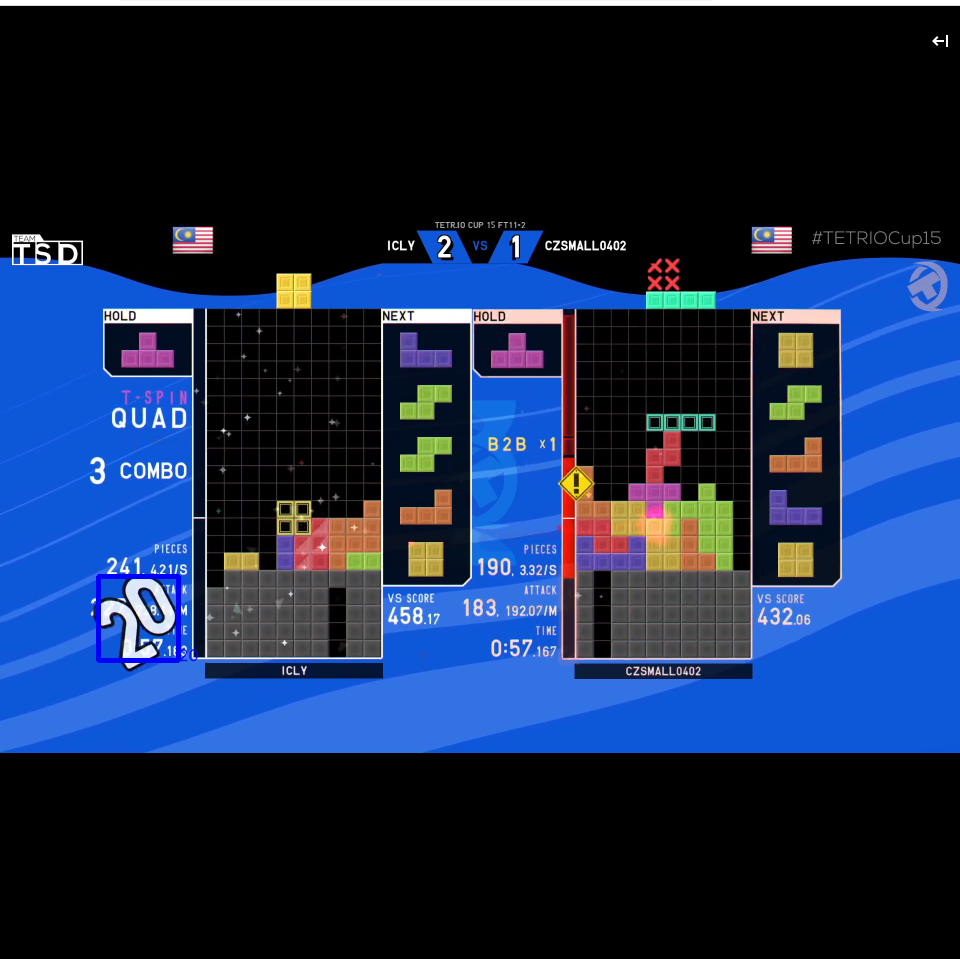 TETR.IO CUP 15 FT11-2
TEAM
TSD
ICLY 2 VS 1 CZSMALL0402
#TETRIOCup15
HOLD
NEXT
HOLD
NEXT
T-SPIN
QUAD
3 COMBO
B2B ×1
!
PIECES
241, 4.21/S
20
20
VS SCORE
458.17
ICLY
PIECES
190, 3.32/S
ATTACK
183, 192.07/M
TIME
0:57.167
VS SCORE
432.06
CZSMALL0402